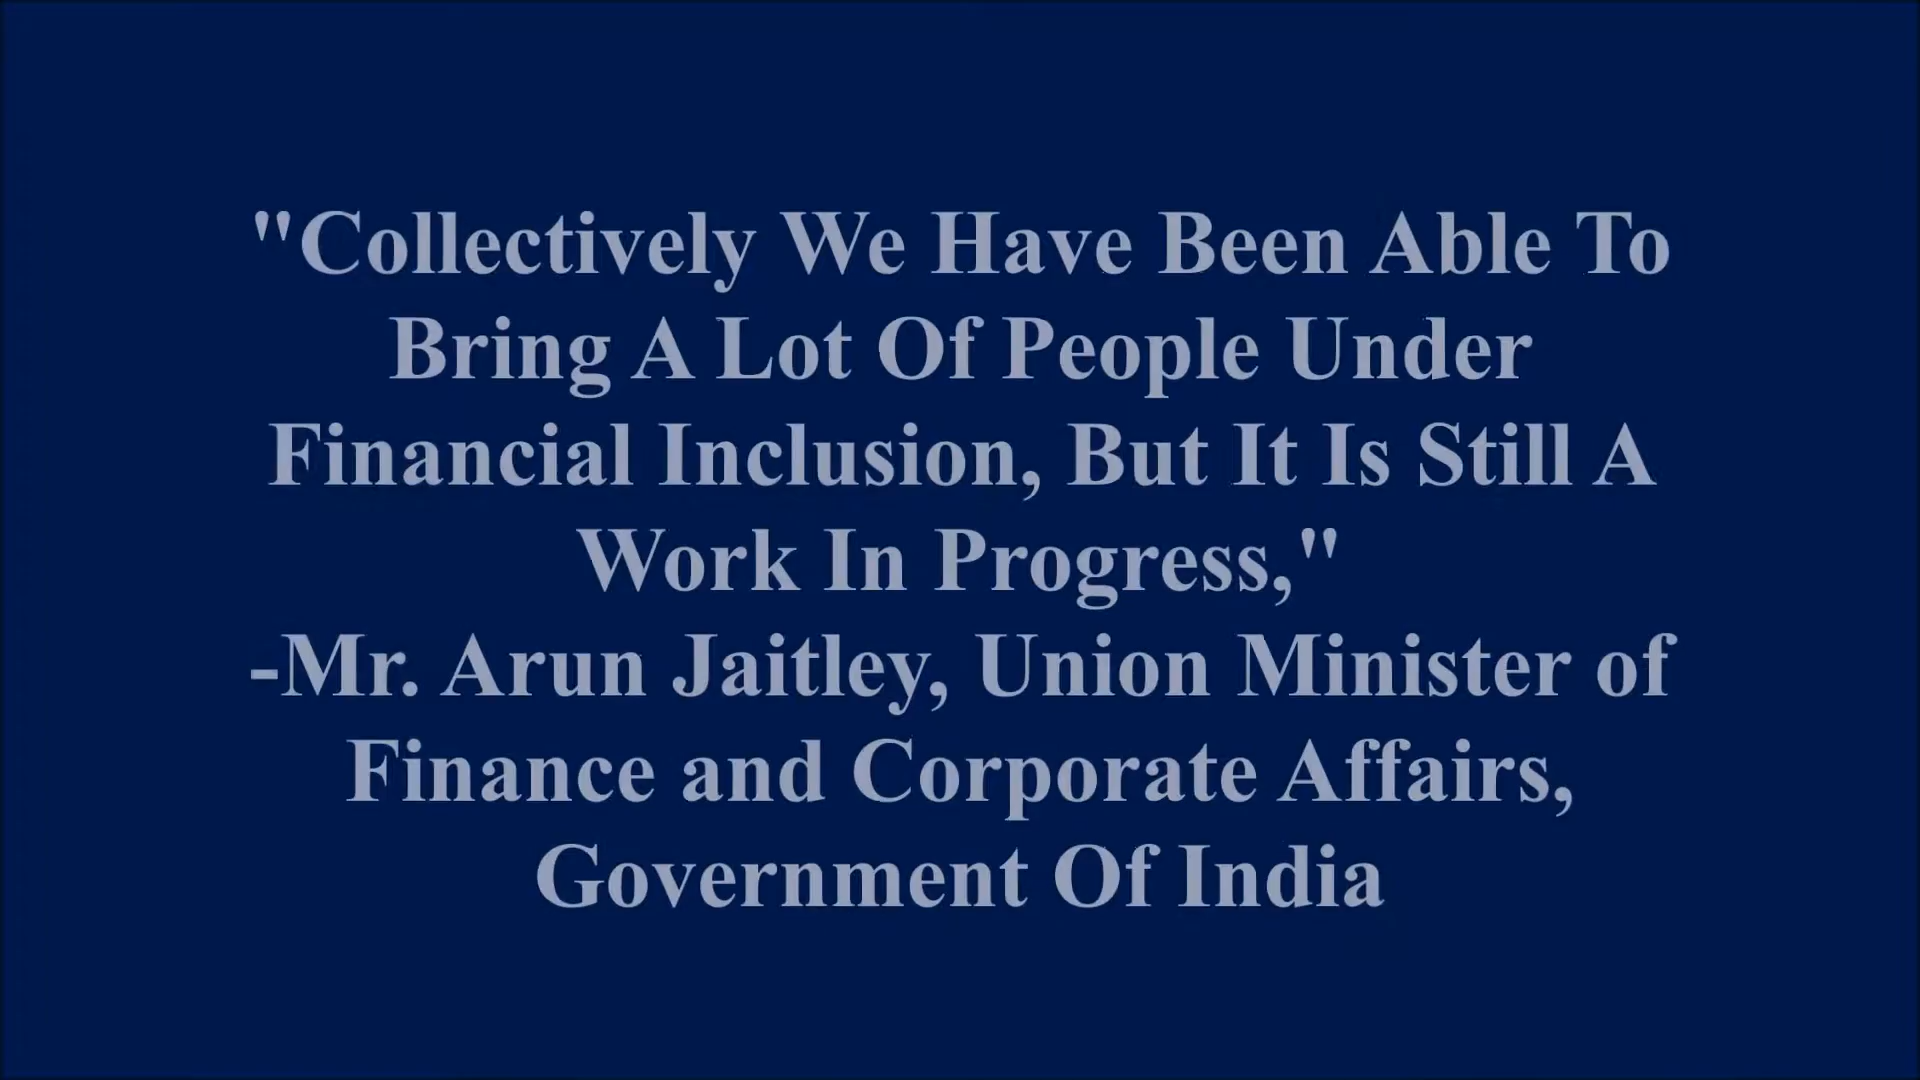 "Collectively We Have Been Able To
Bring A Lot Of People Under
Financial Inclusion, But It Is Still A
Work In Progress,"
-Mr. Arun Jaitley, Union Minister of
Finance and Corporate Affairs,
Government Of India